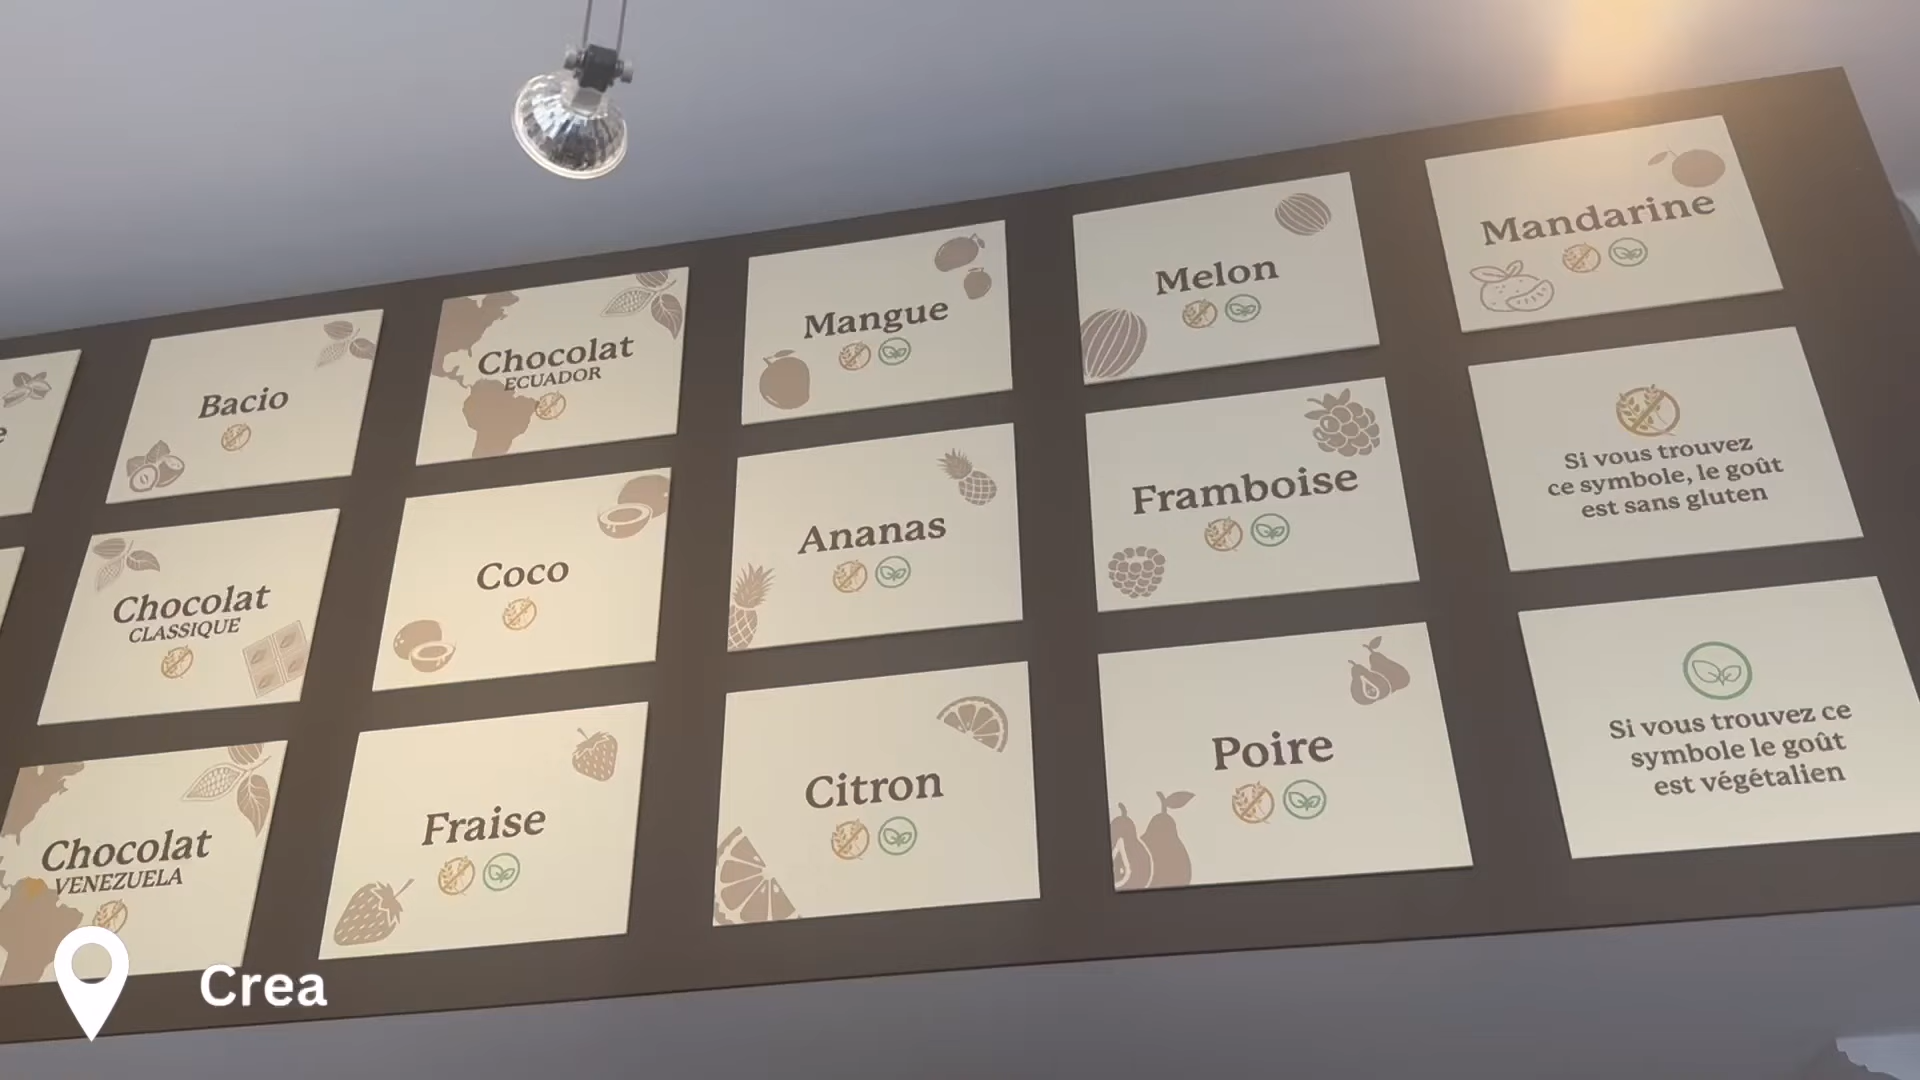 Bacio
Chocolat
ECUADOR
Mangue
Melon
Mandarine
Chocolat
CLASSIQUE
Coco
Ananas
Framboise
Si vous trouvez
ce symbole, le goût
est sans gluten
Chocolat
VENEZUELA
Fraise
Citron
Poire
Si vous trouvez ce
symbole le goût
est végétalien
Crea